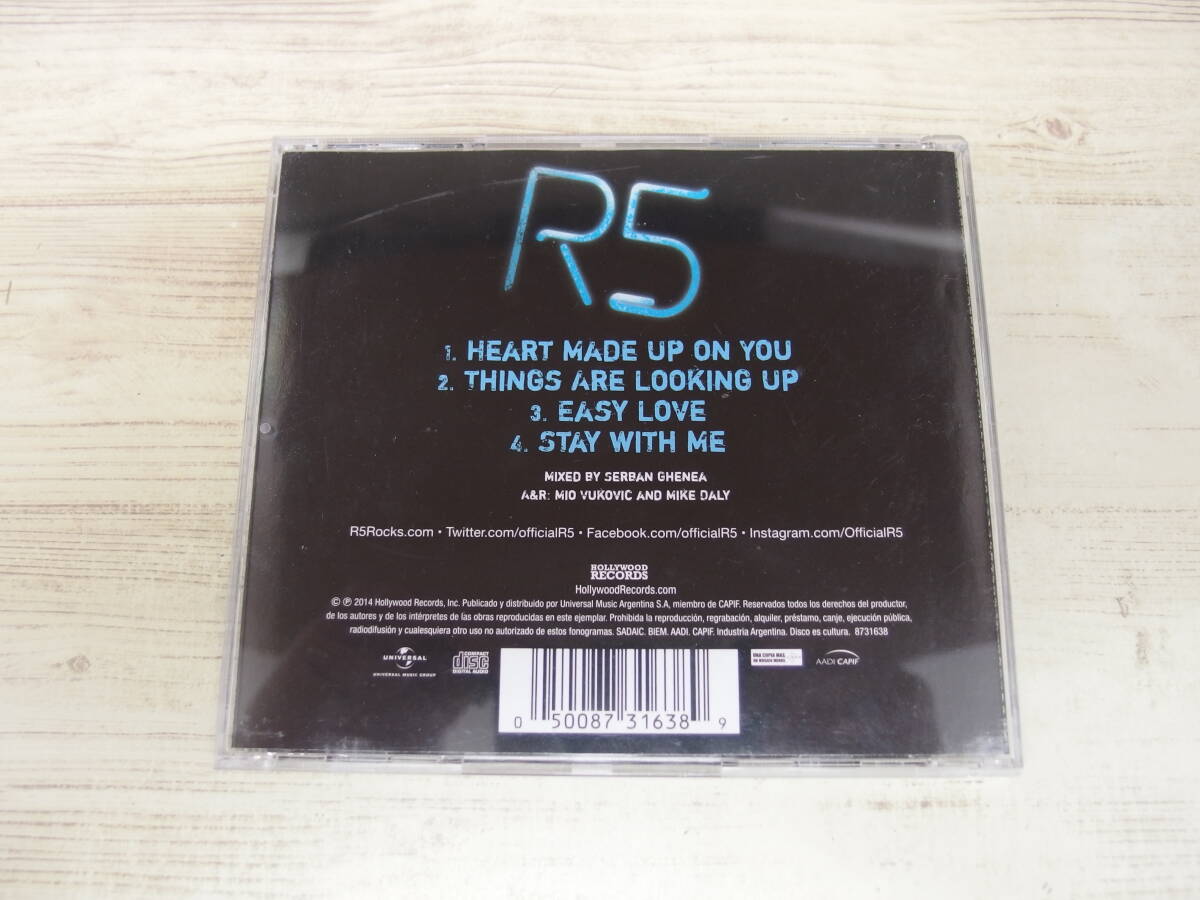 R5
1. HEART MADE UP ON YOU
2. THINGS ARE LOOKING UP
3. EASY LOVE
4. STAY WITH ME
MIXED BY SERBAN GHENEA
A&R: MIO VUKOVIC AND MIKE DALY
R5Rocks.com • Twitter.com/officialR5 • Facebook.com/officialR5 • Instagram.com/OfficialR5
HOLLYWOOD
RECORDS
HollywoodRecords.com
© ℗ 2014 Hollywood Records, Inc. Publicado y distribuido por Universal Music Argentina S.A, miembro de CAPIF. Reservados todos los derechos del productor,
de los autores y de los intérpretes de las obras reproducidas en este ejemplar. Prohibida la reproducción, regrabación, alquiler, préstamo, canje, ejecución pública,
radiodifusión y cualesquiera otro uso no autorizado de estos fonogramas. SADAIC. BIEM. AADI. CAPIF. Industria Argentina. Disco es cultura. 8731638
UNIVERSAL
UNIVERSAL MUSIC GROUP
COMPACT
disc
DIGITAL AUDIO
UNA COPIA MAS
UN MUSICO MENOS
AADI CAPIF
0 50087 31638 9